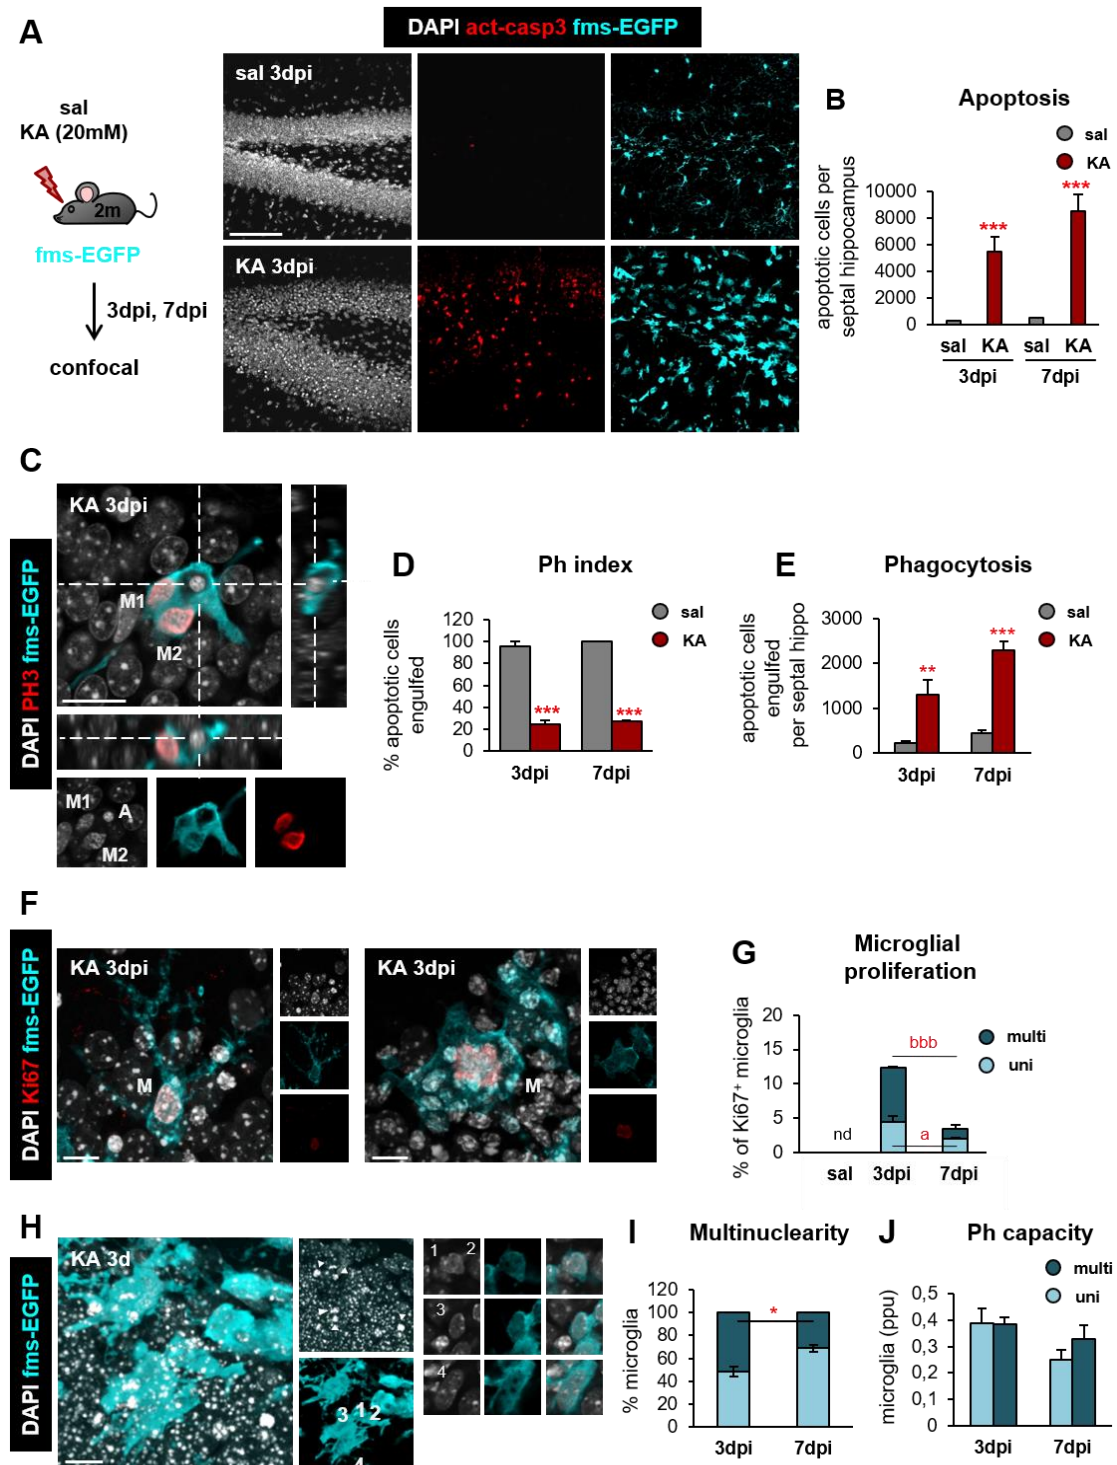 A
DAPI act-casp3 fms-EGFP
sal
KA (20mM)
2m
fms-EGFP
3dpi, 7dpi
confocal
sal 3dpi
KA 3dpi
B
Apoptosis
sal
KA
apoptotic cells per
septal hippocampus
10000
8000
6000
4000
2000
0
***
***
sal KA sal KA
3dpi 7dpi
C
DAPI PH3 fms-EGFP
KA 3dpi
M1
M2
M1
A
M2
D
Ph index
sal
KA
% apoptotic cells
engulfed
120
100
80
60
40
20
0
***
***
3dpi 7dpi
E
Phagocytosis
sal
KA
apoptotic cells
engulfed
per septal hippo
3000
2000
1000
0
**
***
3dpi 7dpi
F
DAPI Ki67 fms-EGFP
KA 3dpi
M
KA 3dpi
M
G
Microglial
proliferation
multi
uni
% of Ki67⁺ microglia
20
15
10
5
0
nd
bbb
a
sal 3dpi 7dpi
H
DAPI fms-EGFP
KA 3d
3 1 2
4
1 2
3
4
I
Multinuclearity
% microglia
120
100
80
60
40
20
0
*
3dpi 7dpi
J
Ph capacity
multi
uni
microglia (ppu)
0,5
0,4
0,3
0,2
0,1
0
3dpi 7dpi